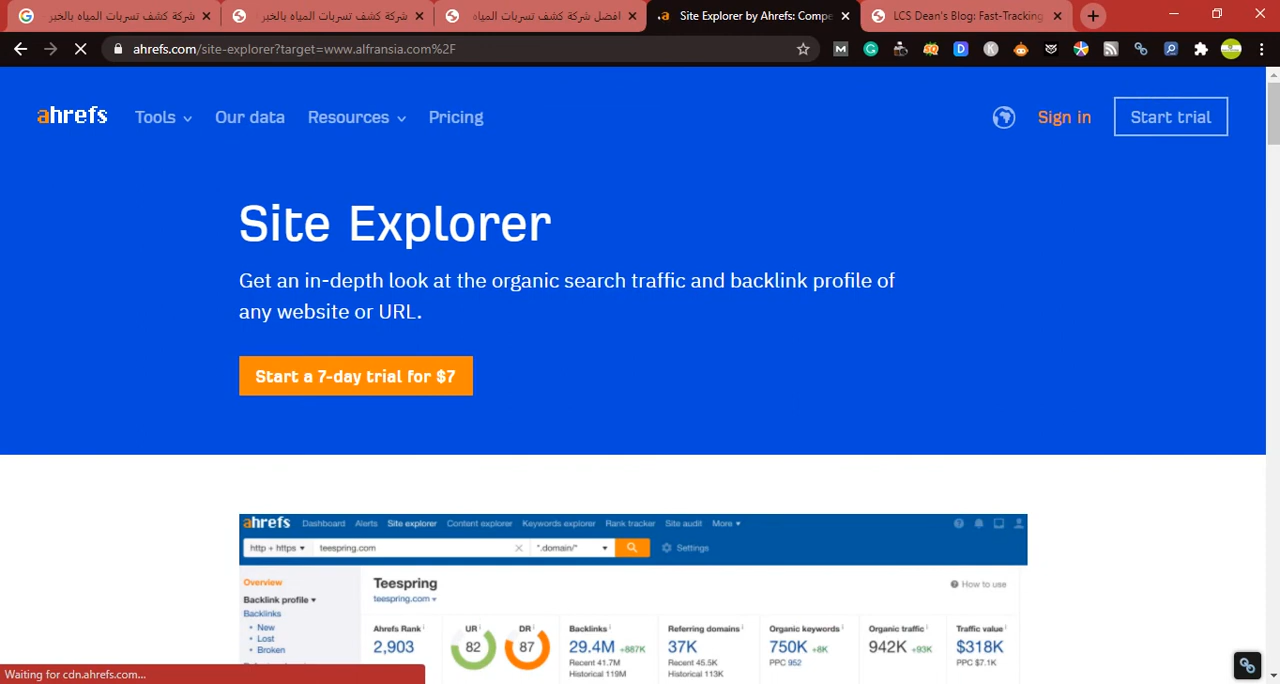 شركة كشف تسربات المياه بالخبر
شركة كشف تسربات المياه بالخبر
افضل شركة كشف تسربات المياه
Site Explorer by Ahrefs: Compe
LCS Dean's Blog: Fast-Tracking
ahrefs.com/site-explorer?target=www.alfransia.com%2F
ahrefs Tools Our data Resources Pricing Sign in Start trial
Site Explorer
Get an in-depth look at the organic search traffic and backlink profile of
any website or URL.
Start a 7-day trial for $7
ahrefs Dashboard Alerts Site explorer Content explorer Keywords explorer Rank tracker Site audit More
http + https teespring.com *.domain/* Settings
Overview
Backlink profile
Backlinks
New
Lost
Broken
Teespring How to use
teespring.com
Ahrefs Rank UR DR Backlinks Referring domains Organic keywords Organic traffic Traffic value
2,903 82 87 29.4M +887K 37K 750K +8K 942K +93K $318K
Recent 41.7M Recent 45.5K PPC 952 PPC $7.1K
Historical 119M Historical 113K
Waiting for cdn.ahrefs.com...